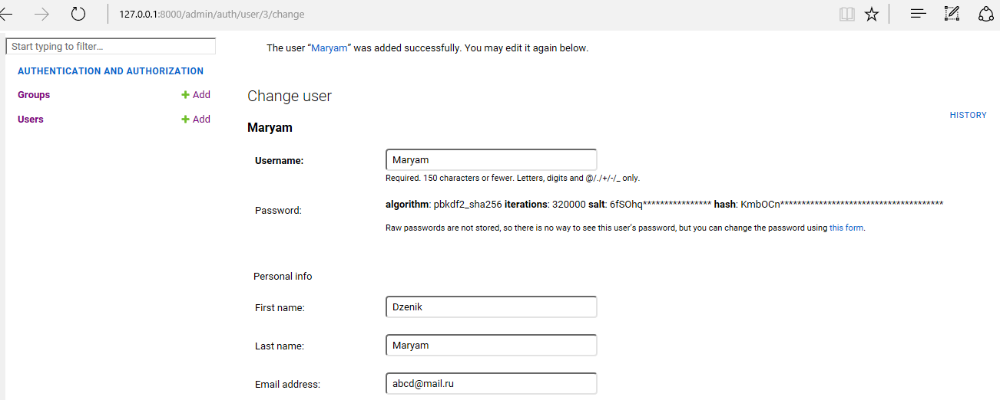 127.0.0.1:8000/admin/auth/user/3/change
Start typing to filter...
The user “Maryam” was added successfully. You may edit it again below.
AUTHENTICATION AND AUTHORIZATION
Groups + Add
Users + Add
Change user
HISTORY
Maryam
Username: Maryam
Required. 150 characters or fewer. Letters, digits and @/./+/-/_ only.
Password: algorithm: pbkdf2_sha256 iterations: 320000 salt: 6fSOhq**************** hash: KmbOCn**************************************
Raw passwords are not stored, so there is no way to see this user’s password, but you can change the password using this form.
Personal info
First name: Dzenik
Last name: Maryam
Email address: abcd@mail.ru